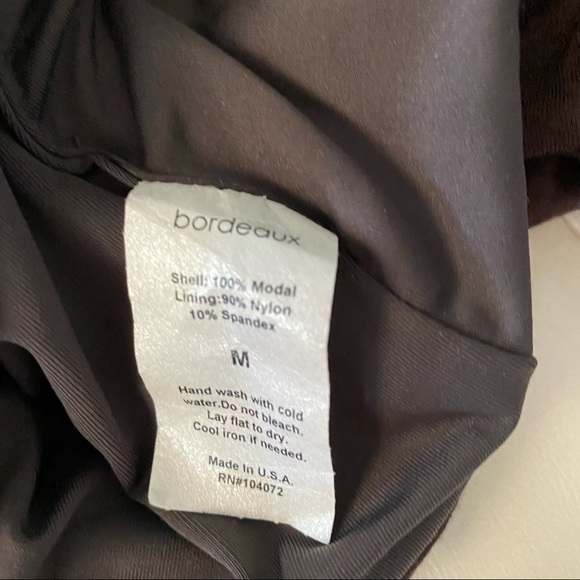 bordeaux
Shell: 100% Modal
Lining:90% Nylon
10% Spandex
M
Hand wash with cold
water.Do not bleach.
Lay flat to dry.
Cool iron if needed.
Made In U.S.A.
RN#104072